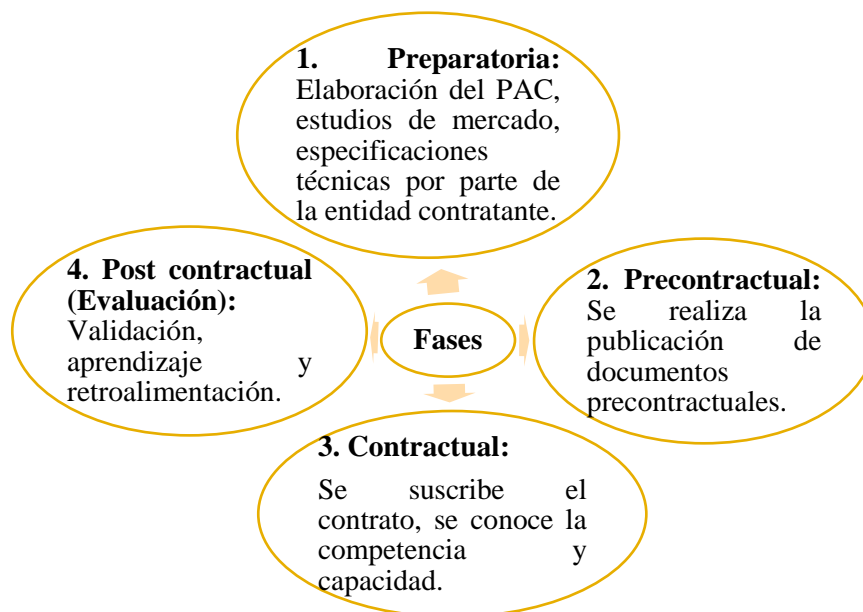 1. Preparatoria:
Elaboración del PAC,
estudios de mercado,
especificaciones
técnicas por parte de
la entidad contratante.
4. Post contractual
(Evaluación):
Validación,
aprendizaje y
retroalimentación.
Fases
2. Precontractual:
Se realiza la
publicación de
documentos
precontractuales.
3. Contractual:
Se suscribe el
contrato, se conoce la
competencia y
capacidad.